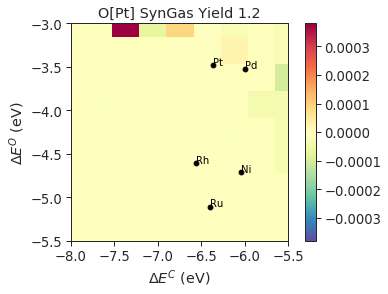 O[Pt] SynGas Yield 1.2
−3.0
−3.5
−4.0
−4.5
−5.0
−5.5
ΔE^O (eV)
Pt
Pd
Rh
Ni
Ru
−8.0 −7.5 −7.0 −6.5 −6.0 −5.5
ΔE^C (eV)
0.0003
0.0002
0.0001
0.0000
−0.0001
−0.0002
−0.0003